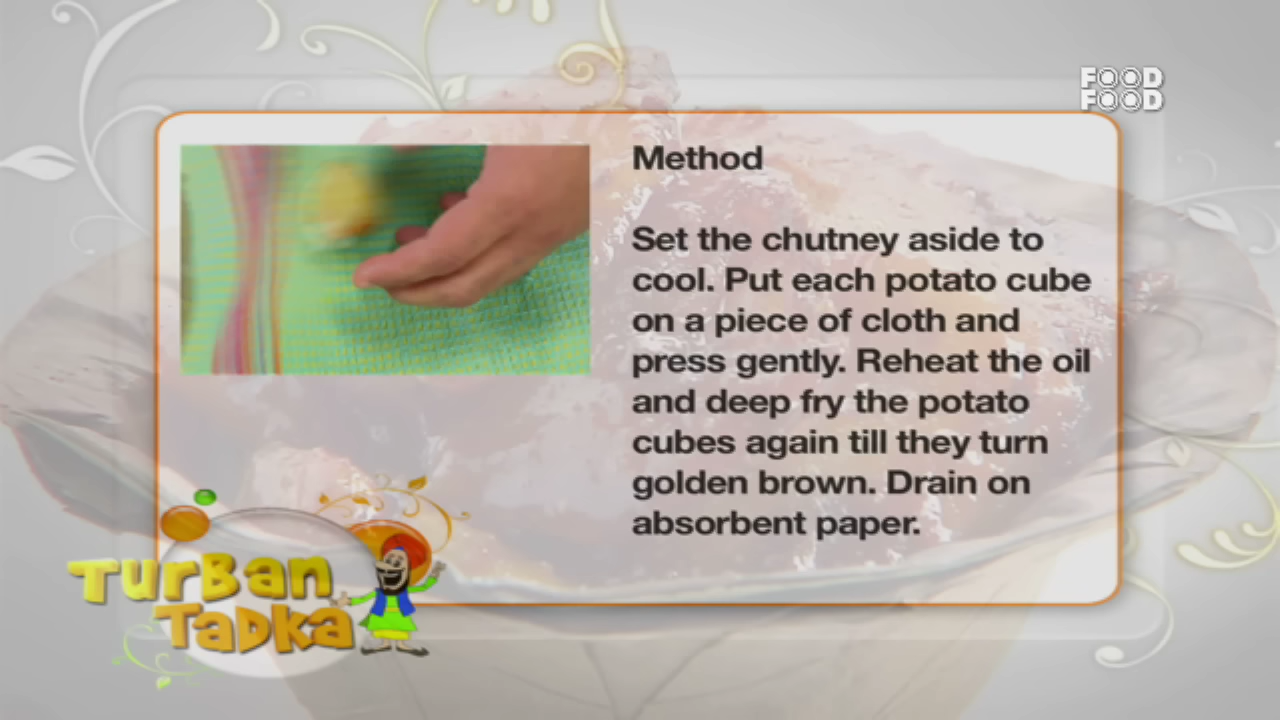 FOOD
FOOD
Method
Set the chutney aside to
cool. Put each potato cube
on a piece of cloth and
press gently. Reheat the oil
and deep fry the potato
cubes again till they turn
golden brown. Drain on
absorbent paper.
TURBAN
TADKA